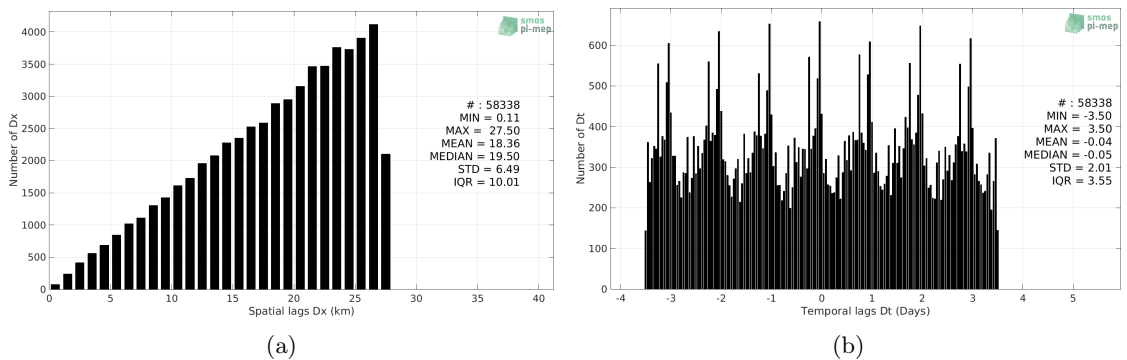 smos
pi-mep
4000
3500
3000
2500
2000
1500
1000
500
0
Number of Dx
# : 58338
MIN = 0.11
MAX = 27.50
MEAN = 18.36
MEDIAN = 19.50
STD = 6.49
IQR = 10.01
0 5 10 15 20 25 30 35 40
Spatial lags Dx (km)
(a)
smos
pi-mep
600
500
400
300
200
100
0
Number of Dt
# : 58338
MIN = -3.50
MAX = 3.50
MEAN = -0.04
MEDIAN = -0.05
STD = 2.01
IQR = 3.55
-4 -3 -2 -1 0 1 2 3 4 5
Temporal lags Dt (Days)
(b)